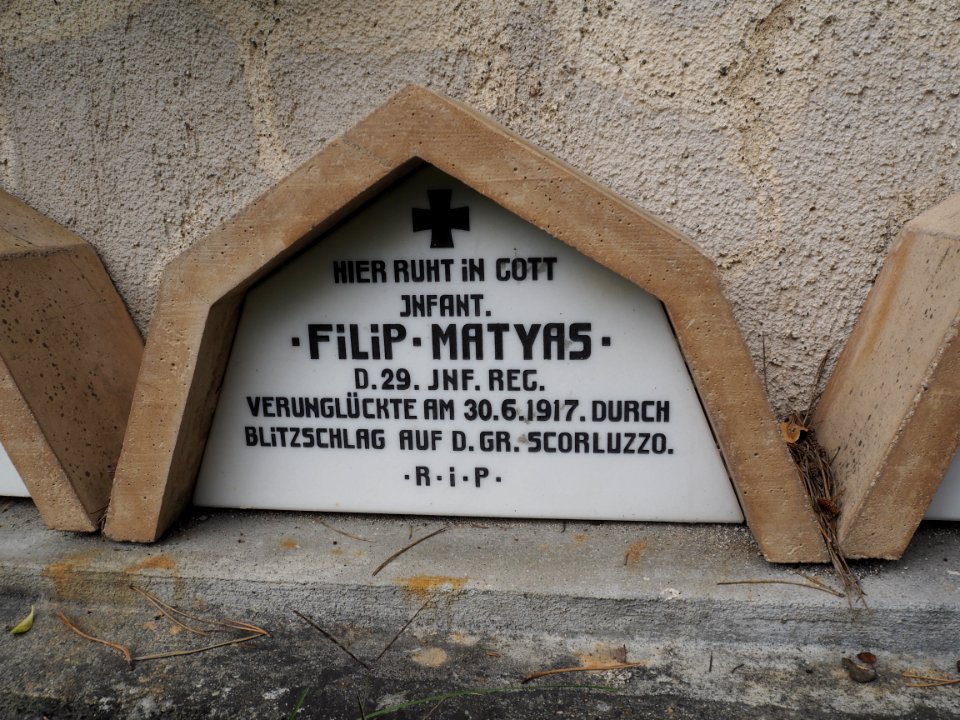 HIER RUHT iN GOTT
JNFANT.
·FiLiP·MATYAS·
D.29. JNF. REG.
VERUNGLÜCKTE AM 30.6.1917. DURCH
BLiTZSCHLAG AUF D. GR. SCORLUZZO.
·R·i·P·